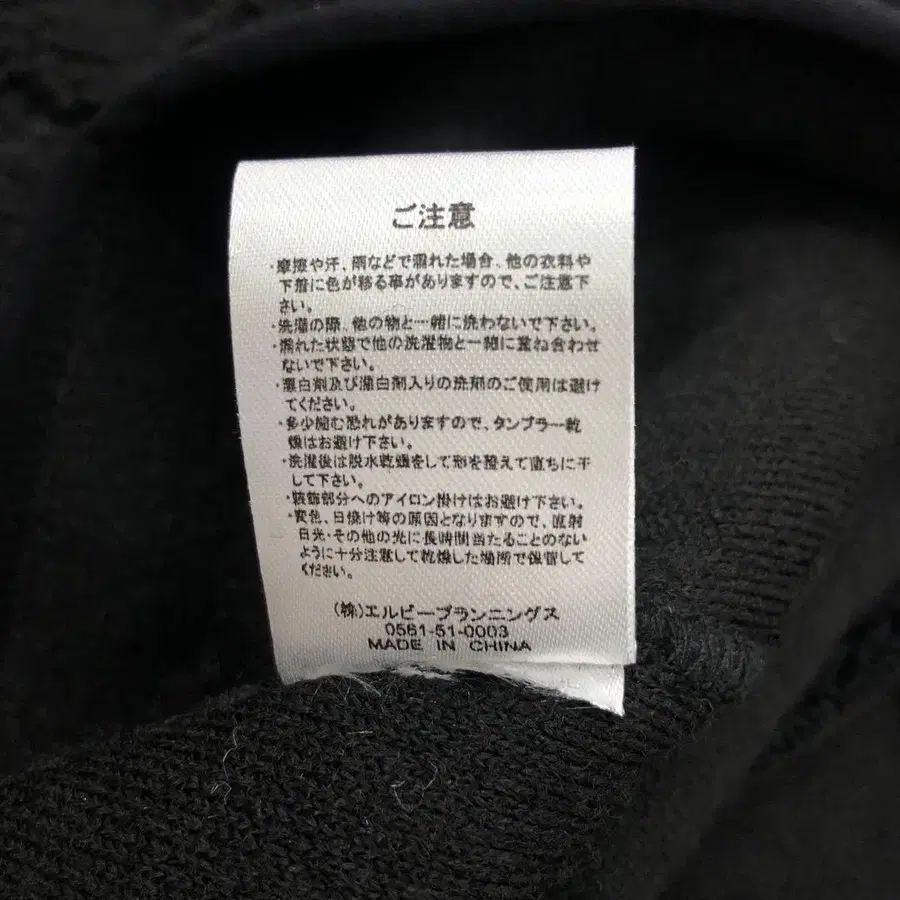 ご注意
・摩擦や汗、雨などで濡れた場合、他の衣料や
下着に色が移る事がありますので、ご注意下
さい。
・洗濯の際、他の物と一緒に洗わないで下さい。
・濡れた状態で他の洗濯物と一緒に重ね合わせ
ないで下さい。
・漂白剤及び漂白剤入りの洗剤のご使用は避け
てください。
・多少縮む恐れがありますので、タンブラー乾
燥はお避け下さい。
・洗濯後は脱水乾燥をして形を整えて直ちに干
して下さい。
・装飾部分へのアイロン掛けはお避け下さい。
・変色、日焼け等の原因となりますので、直射
日光・その他の光に長時間当たることのない
ように十分注意して乾燥した場所で保管して
ください。
(株)エルビープランニングス
0561-51-0003
MADE IN CHINA